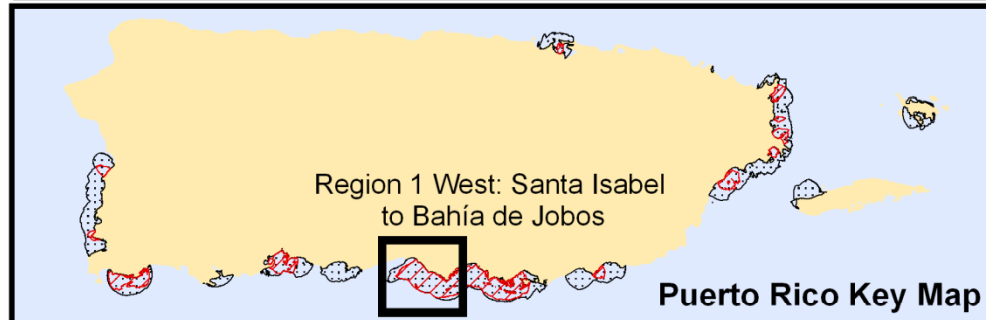 Region 1 West: Santa Isabel
to Bahía de Jobos
Puerto Rico Key Map